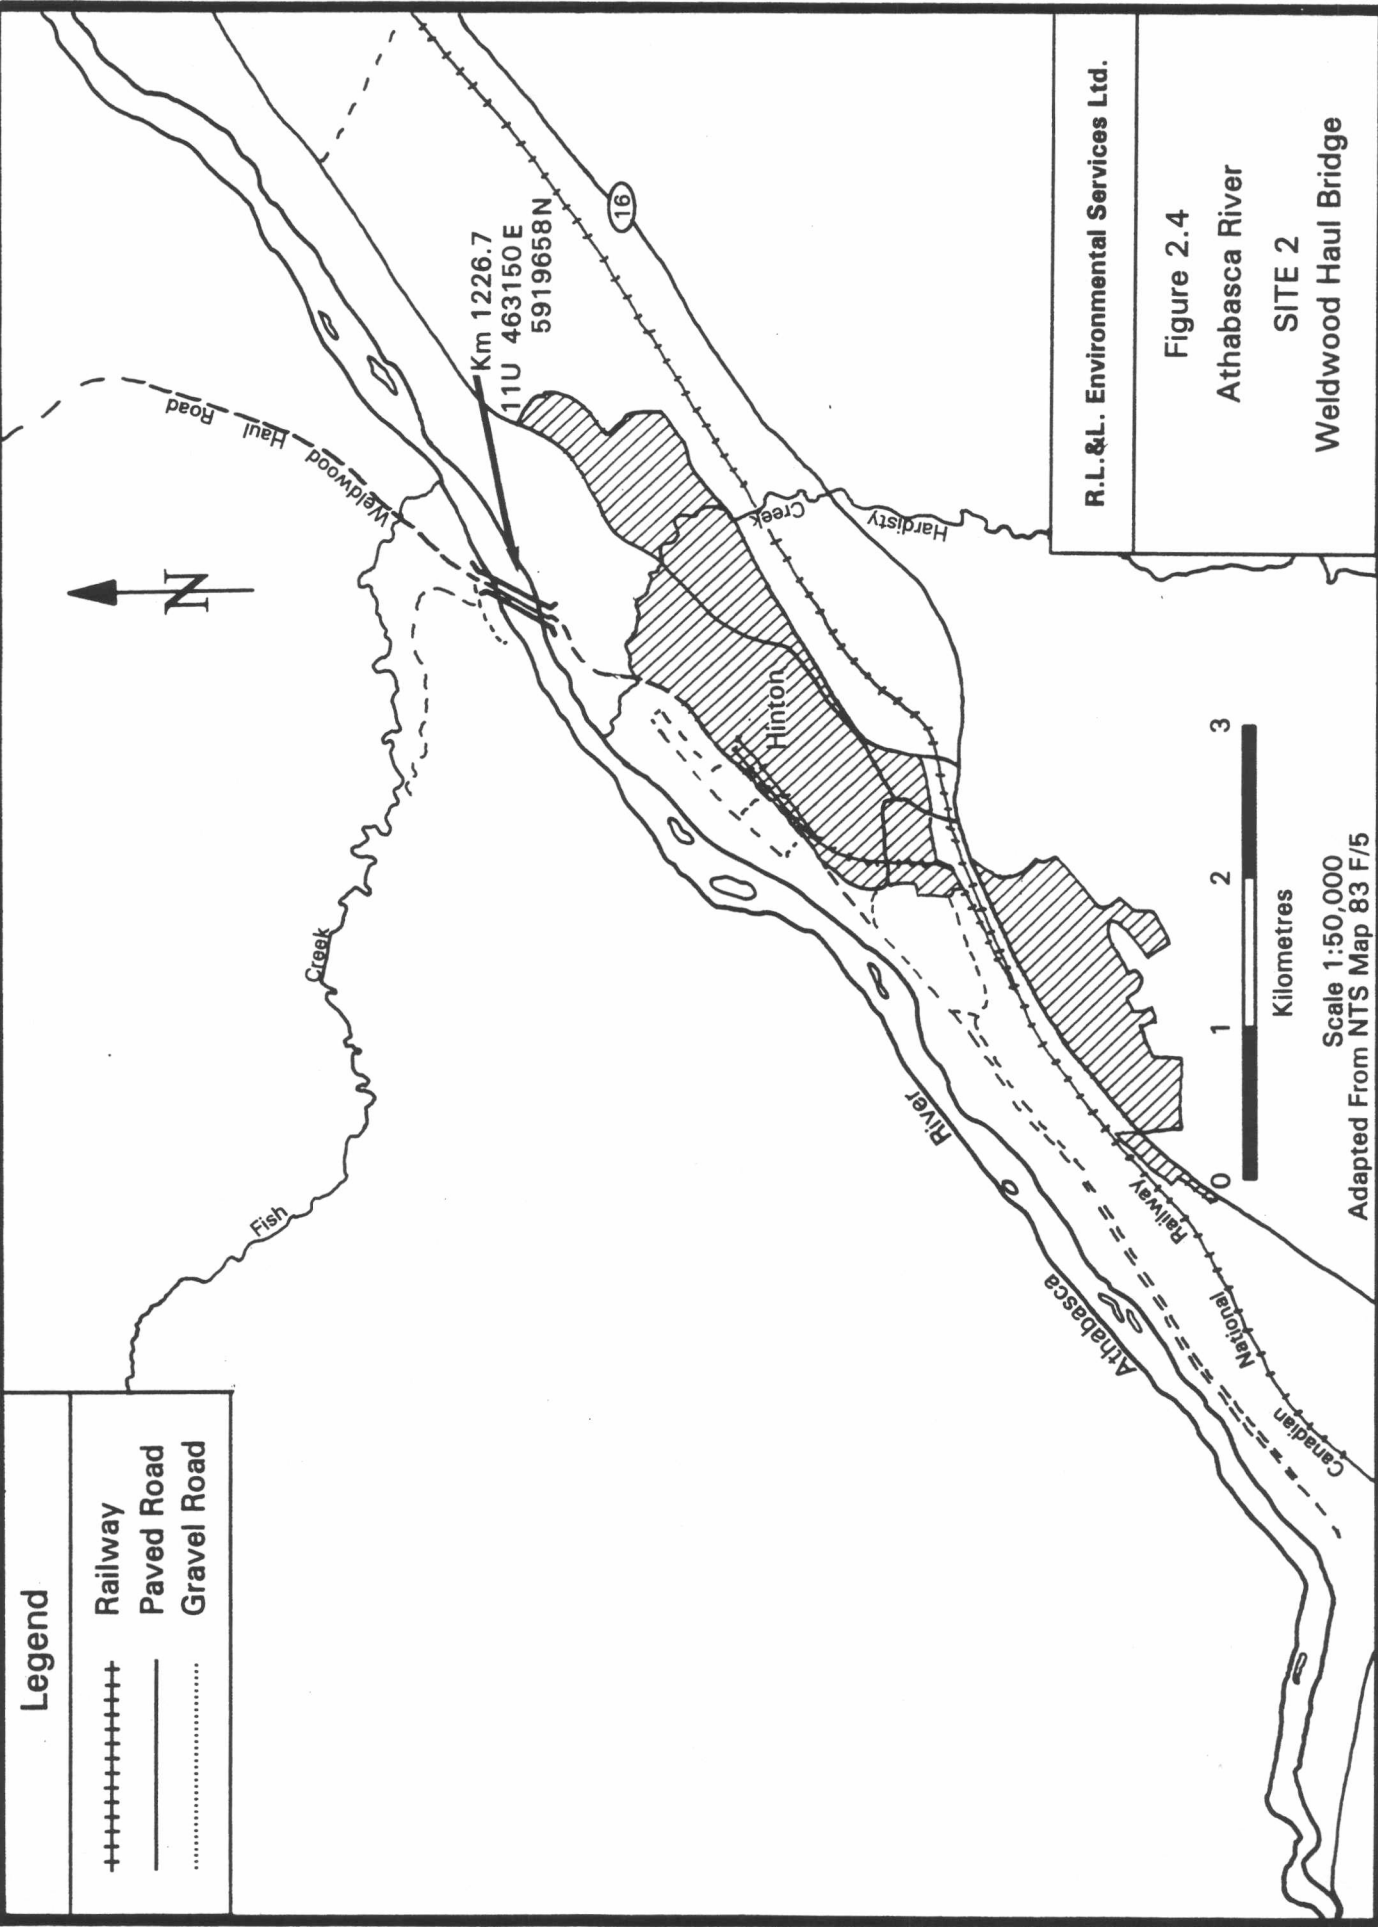 Legend
Railway
Paved Road
Gravel Road
N
Fish
Creek
Weldwood Haul Road
Km 1226.7
11U 463150E
5919658N
16
Hinton
Hardisty
Creek
Athabasca
River
Canadian
National
Railway
0 1 2 3
Kilometres
Scale 1:50,000
Adapted From NTS Map 83 F/5
R.L.&L. Environmental Services Ltd.
Figure 2.4
Athabasca River
SITE 2
Weldwood Haul Bridge